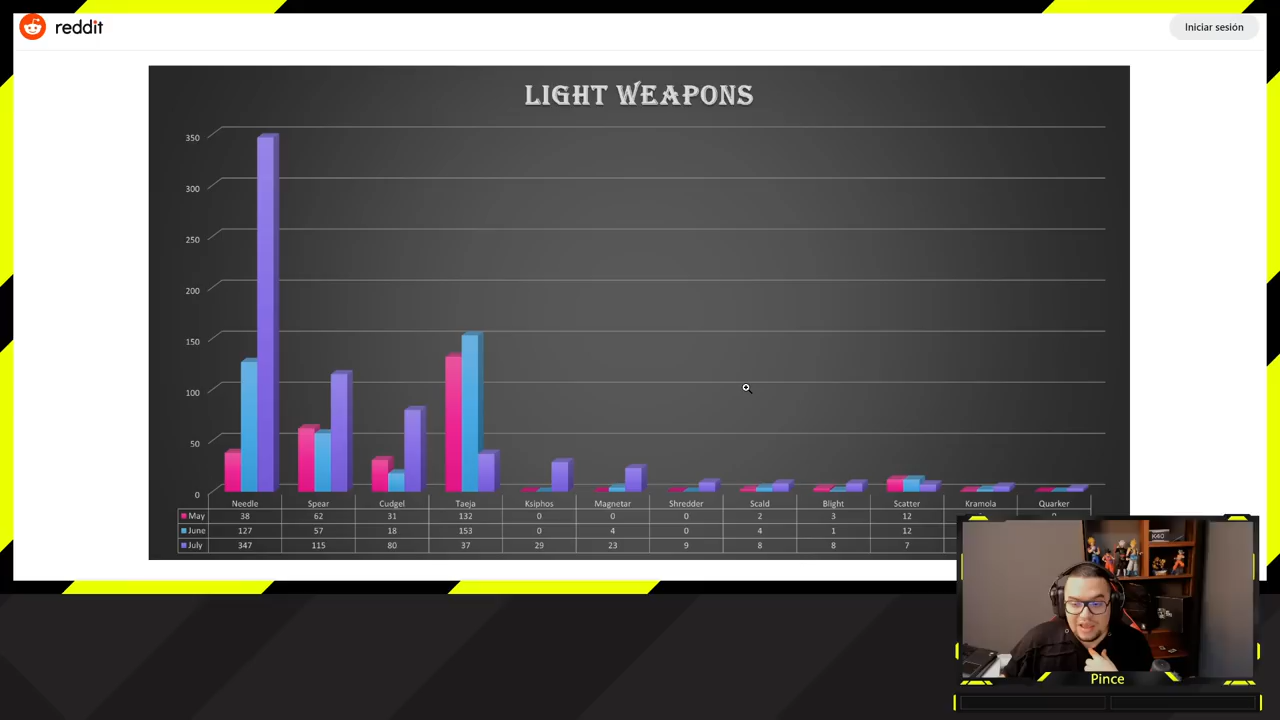 reddit
Iniciar sesión
LIGHT WEAPONS
350
300
250
200
150
100
50
0
Needle Spear Cudgel Taeja Ksiphos Magnetar Shredder Scald Blight Scatter Kramola Quarker
May 38 62 31 132 0 0 0 2 3 12
June 127 57 18 153 0 4 0 4 1 12
July 347 115 80 37 29 23 9 8 8 7
K40
Pince